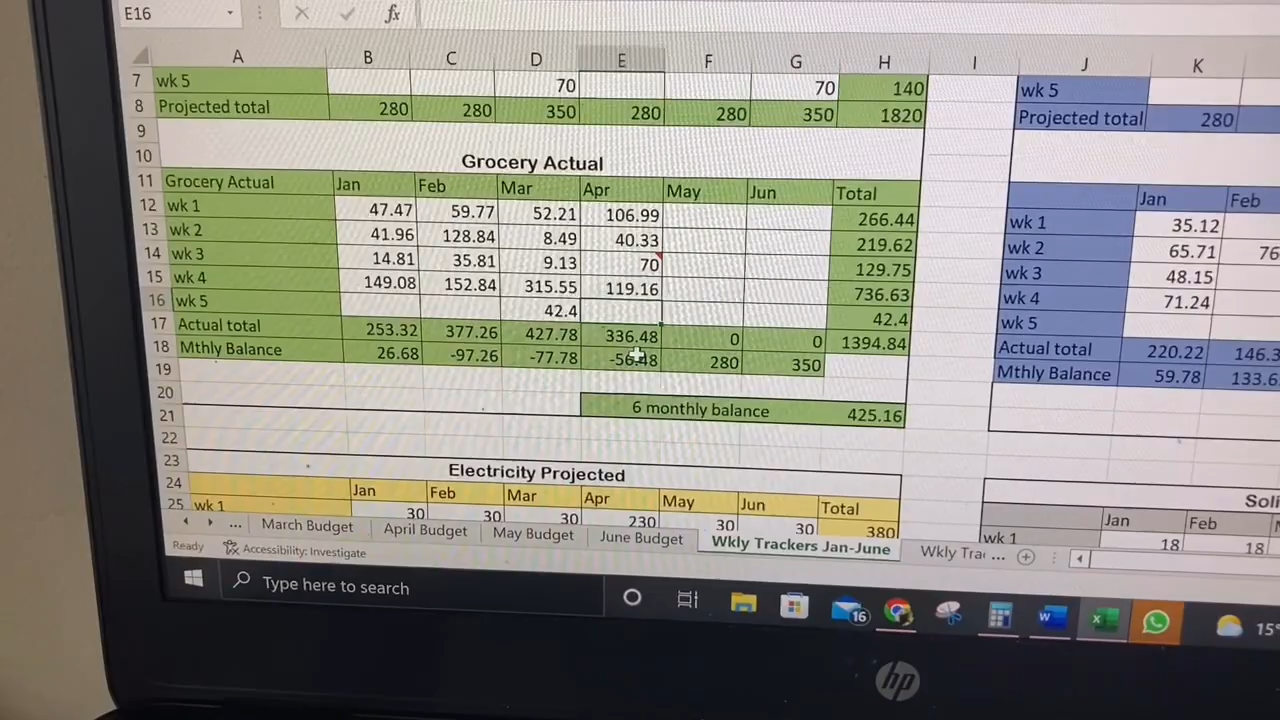 E16 fx
A B C D E F G H I J K
7 wk 5 70 70 140 wk 5
8 Projected total 280 280 350 280 280 350 1820 Projected total 280
9
10 Grocery Actual
11 Grocery Actual Jan Feb Mar Apr May Jun Total Jan Feb
12 wk 1 47.47 59.77 52.21 106.99 266.44 wk 1 35.12
13 wk 2 41.96 128.84 8.49 40.33 219.62 wk 2 65.71 76
14 wk 3 14.81 35.81 9.13 70 129.75 wk 3 48.15
15 wk 4 149.08 152.84 315.55 119.16 736.63 wk 4 71.24
16 wk 5 42.4 42.4 wk 5
17 Actual total 253.32 377.26 427.78 336.48 0 0 1394.84 Actual total 220.22 146.3
18 Mthly Balance 26.68 -97.26 -77.78 -56.48 280 350 Mthly Balance 59.78 133.6
19
20
21 6 monthly balance 425.16
22
23 Electricity Projected
24 Jan Feb Mar Apr May Jun Total Soli
25 wk 1 30 30 30 230 30 30 380 Jan Feb
wk 1 18 18
... March Budget April Budget May Budget June Budget Wkly Trackers Jan-June Wkly Tra ...
Ready Accessibility: Investigate
Type here to search 16 W X 15°
hp